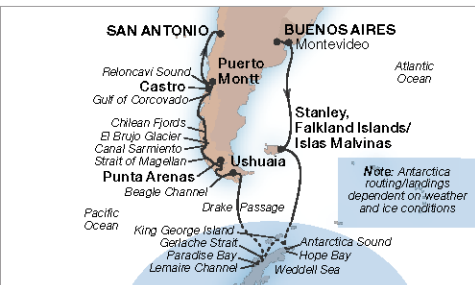 SAN ANTONIO
BUENOS AIRES
Montevideo
Atlantic
Ocean
Reloncaví Sound
Puerto
Montt
Castro
Gulf of Corcovado
Chilean Fjords
El Brujo Glacier
Canal Sarmiento
Strait of Magellan
Punta Arenas
Beagle Channel
Ushuaia
Stanley,
Falkland Islands/
Islas Malvinas
Note: Antarctica
routing/landings
dependent on weather
and ice conditions
Pacific
Ocean
Drake Passage
King George Island
Gerlache Strait
Paradise Bay
Lemaire Channel
Antarctica Sound
Hope Bay
Weddell Sea